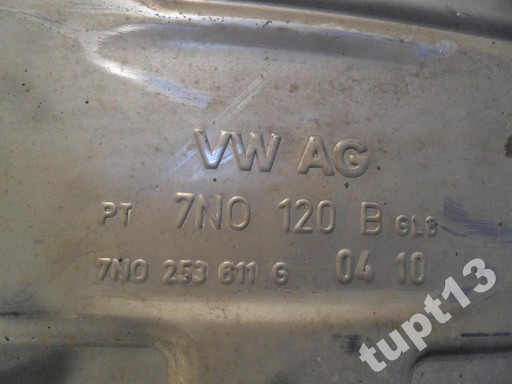 VW AG
PT 7N0 120 B GLB
7N0 253 611 G 04 10
tupt13